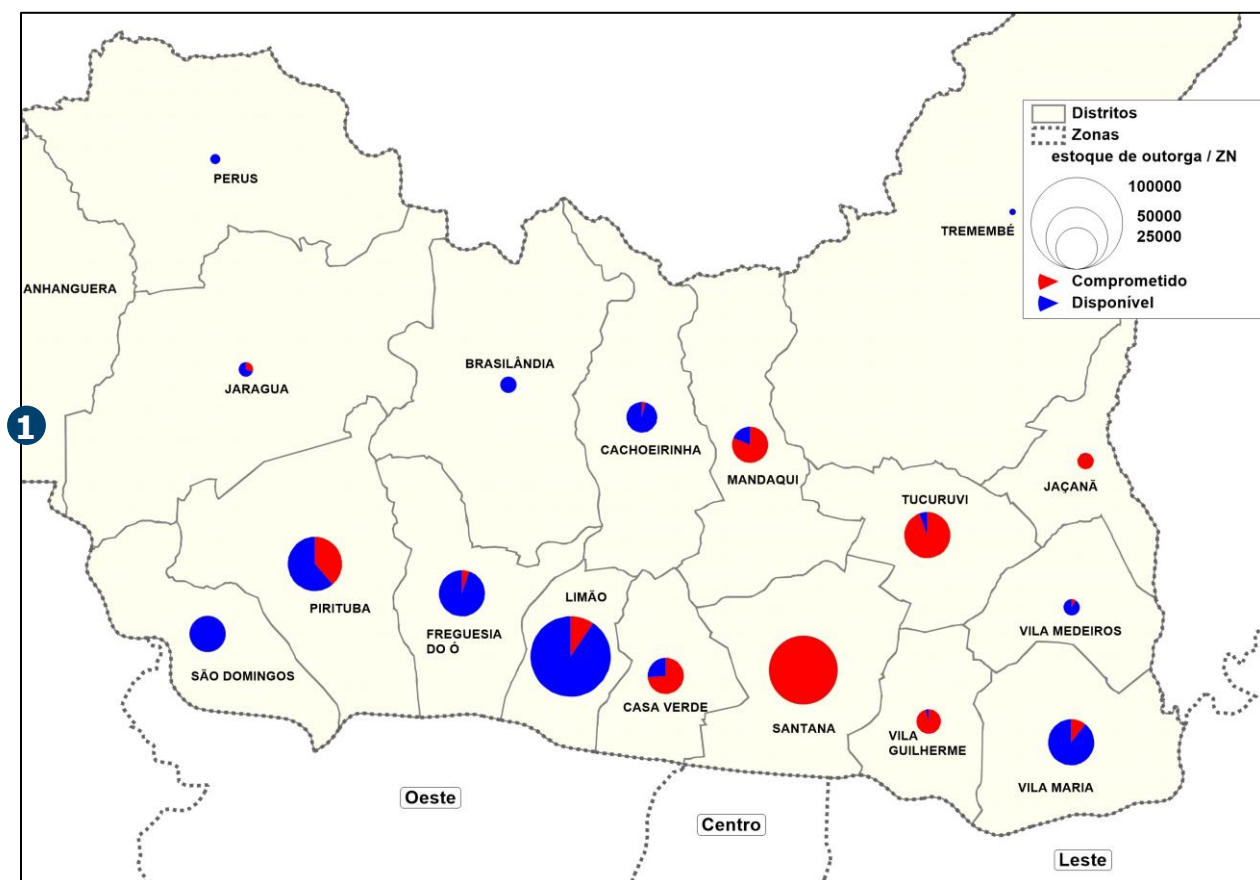 Distritos
Zonas
estoque de outorga / ZN
100000
50000
25000
Comprometido
Disponível
PERUS
TREMEMBÉ
ANHANGUERA
BRASILÂNDIA
JARAGUA
1
CACHOEIRINHA
MANDAQUI
JAÇANÃ
TUCURUVI
LIMÃO
PIRITUBA
FREGUESIA
DO Ó
VILA MEDEIROS
SÃO DOMINGOS
CASA VERDE
SANTANA
VILA
GUILHERME
VILA MARIA
Oeste
Centro
Leste